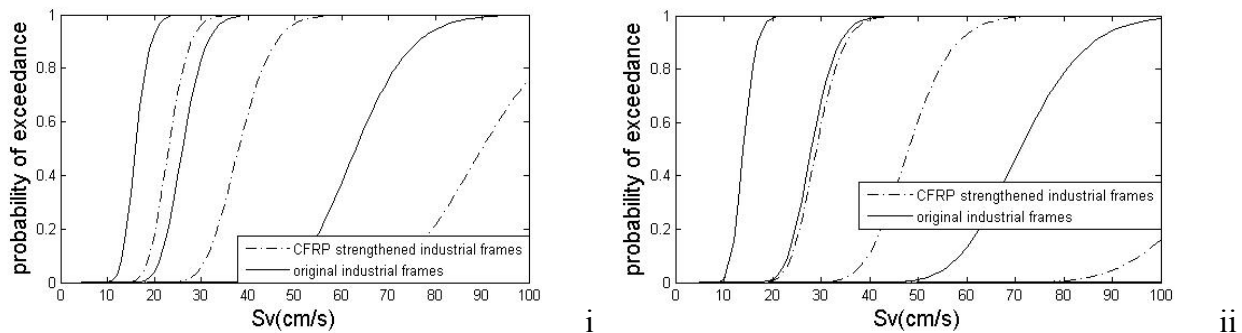 probability of exceedance
1
0.8
0.6
0.4
0.2
0
0 10 20 30 40 50 60 70 80 90 100
Sv(cm/s)
CFRP strengthened industrial frames
original industrial frames
i
probability of exceedance
1
0.8
0.6
0.4
0.2
0
0 10 20 30 40 50 60 70 80 90 100
Sv(cm/s)
CFRP strengthened industrial frames
original industrial frames
ii